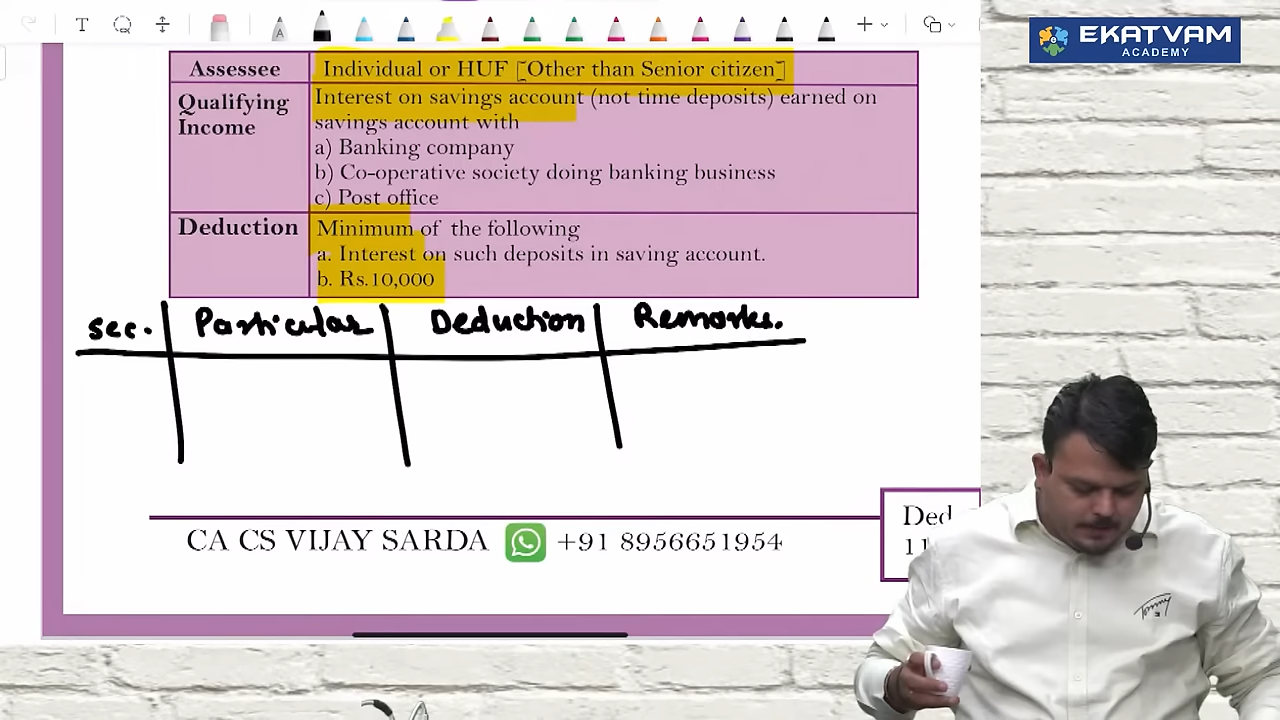 T
A
EKATVAM
ACADEMY
Assessee
Individual or HUF [Other than Senior citizen]
Qualifying
Income
Interest on savings account (not time deposits) earned on
savings account with
a) Banking company
b) Co-operative society doing banking business
c) Post office
Deduction
Minimum of the following
a. Interest on such deposits in saving account.
b. Rs.10,000
Sec.
Particular
Deduction
Remarks.
CA CS VIJAY SARDA
+91 8956651954
Ded
11
Tommy